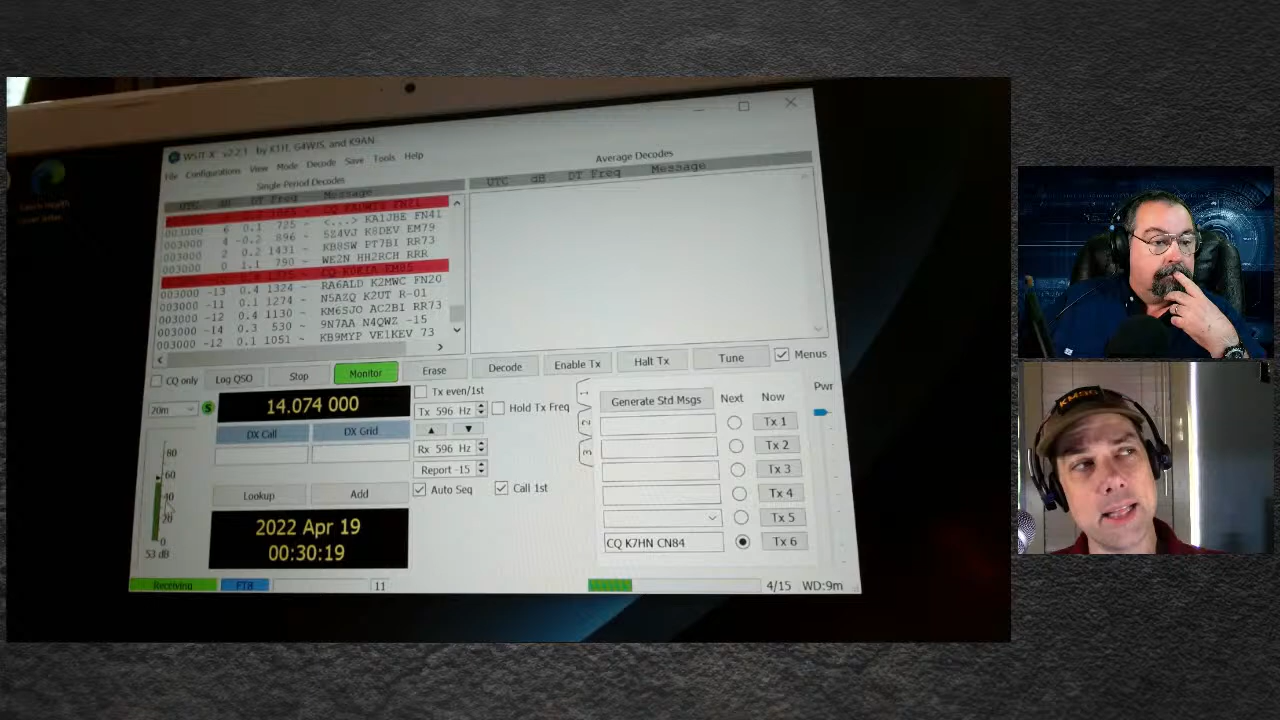 WSJT-X v2.2.1 by K1JT, G4WJS, and K9AN
File Configurations View Mode Decode Save Tools Help
Single Period Decodes
Average Decodes
UTC dB DT Freq Message
UTC dB DT Freq Message
003000 6 0.1 725 ~ <...> KA1JBE FN41
003000 4 -0.2 896 ~ 5Z4VJ K8DEV EM79
003000 2 0.2 1431 ~ KB8SW PT7BI RR73
003000 0 1.1 790 ~ WE2N HH2RCH RRR
003000 -13 0.4 1324 ~ RA6ALD K2MWC FN20
003000 -11 0.1 1274 ~ N5AZQ K2UT R-01
003000 -12 0.4 1130 ~ KM6SJO AC2BI RR73
003000 -14 0.3 530 ~ 9N7AA N4QWZ -15
003000 -12 0.1 1051 ~ KB9MYP VE1KEV 73
CQ only Log QSO Stop Monitor Erase Decode Enable Tx Halt Tx Tune Menus
20m S 14.074 000
Tx even/1st
Tx 596 Hz Hold Tx Freq
Rx 596 Hz
Report -15
Auto Seq Call 1st
DX Call DX Grid
Lookup Add
2022 Apr 19
00:30:19
80
60
40
20
0
53 dB
1
2
3
Generate Std Msgs Next Now Pwr
Tx 1
Tx 2
Tx 3
Tx 4
Tx 5
CQ K7HN CN84 Tx 6
Receiving FT8 11 4/15 WD:9m